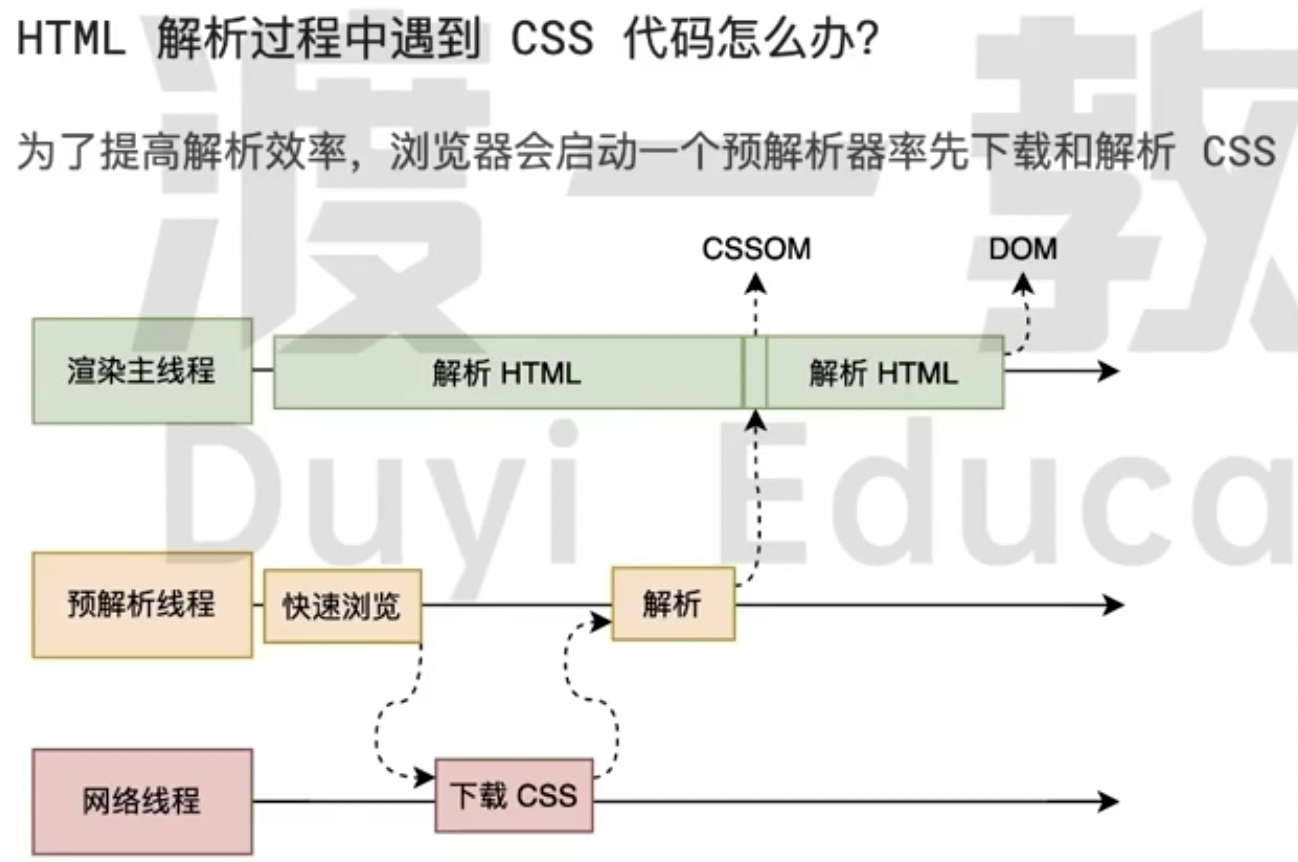 HTML 解析过程中遇到 CSS 代码怎么办？
为了提高解析效率，浏览器会启动一个预解析器率先下载和解析 CSS
CSSOM
DOM
渲染主线程
解析 HTML
解析 HTML
预解析线程
快速浏览
解析
网络线程
下载 CSS
渡一教
Duyi Educa